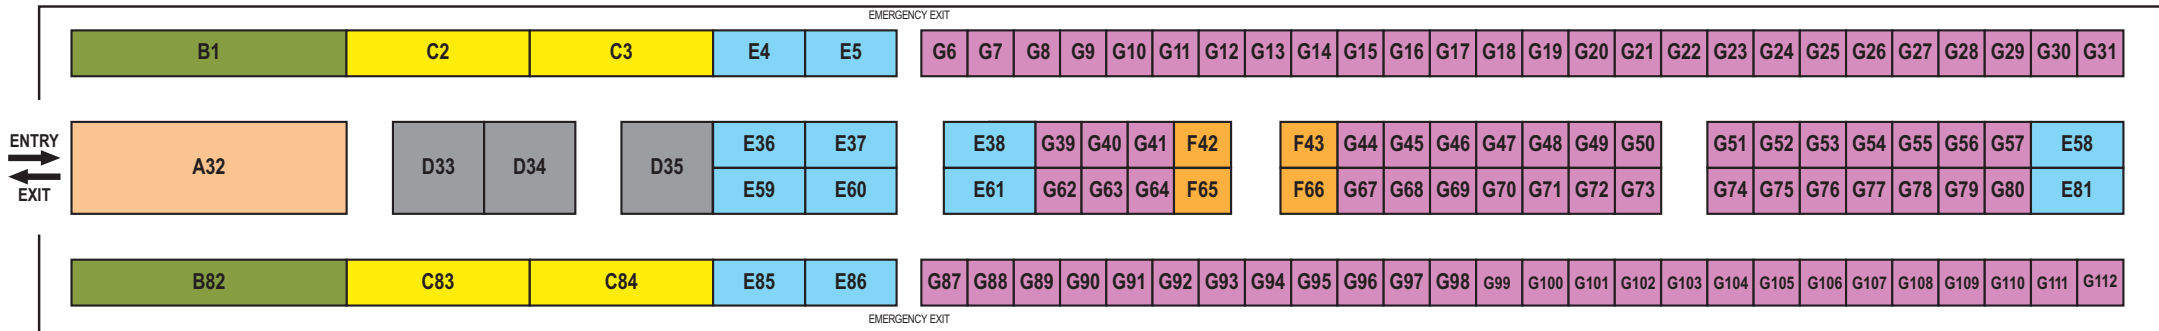 EMERGENCY EXIT
B1 C2 C3 E4 E5 G6 G7 G8 G9 G10 G11 G12 G13 G14 G15 G16 G17 G18 G19 G20 G21 G22 G23 G24 G25 G26 G27 G28 G29 G30 G31
ENTRY
EXIT
A32 D33 D34 D35
E36 E37 E38 G39 G40 G41 F42 F43 G44 G45 G46 G47 G48 G49 G50 G51 G52 G53 G54 G55 G56 G57 E58
E59 E60 E61 G62 G63 G64 F65 F66 G67 G68 G69 G70 G71 G72 G73 G74 G75 G76 G77 G78 G79 G80 E81
B82 C83 C84 E85 E86 G87 G88 G89 G90 G91 G92 G93 G94 G95 G96 G97 G98 G99 G100 G101 G102 G103 G104 G105 G106 G107 G108 G109 G110 G111 G112
EMERGENCY EXIT